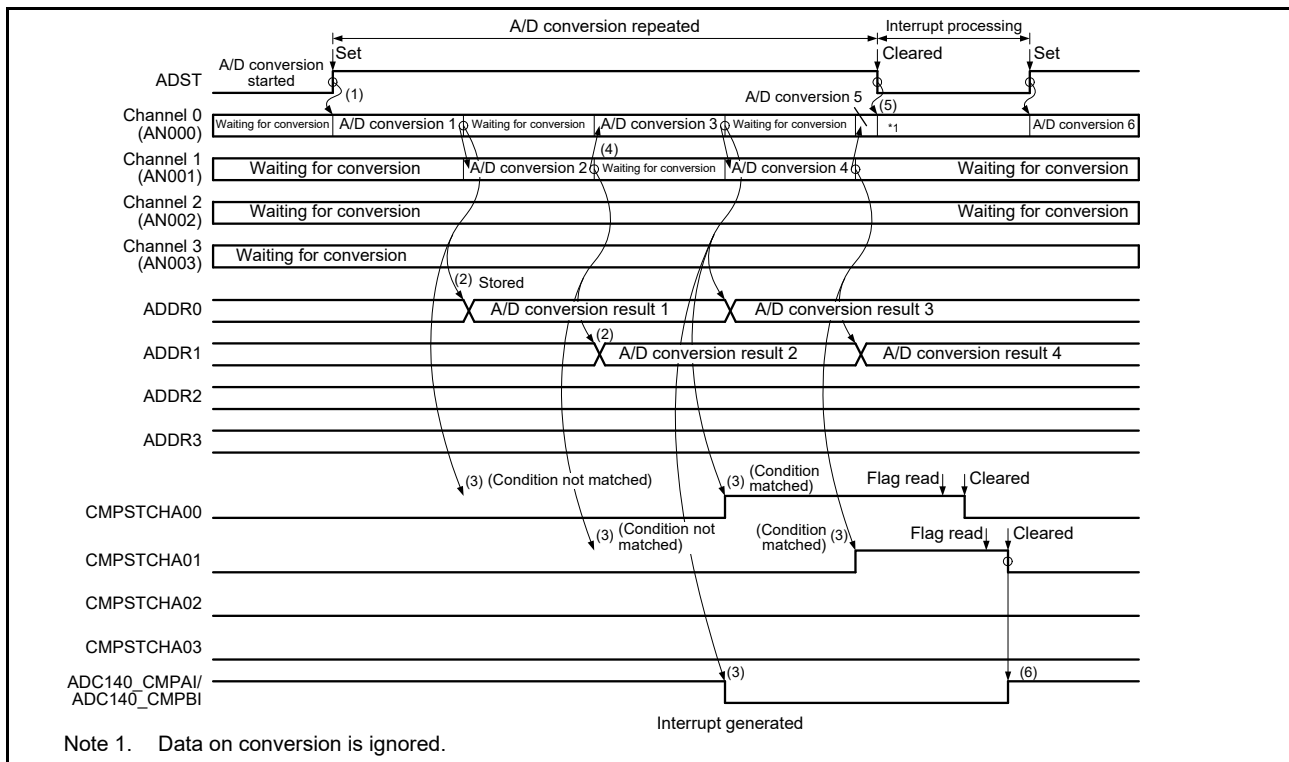 A/D conversion repeated
Interrupt processing
Set
Cleared
Set
A/D conversion
started
ADST
(1)
A/D conversion 5
(5)
Channel 0
(AN000)
Waiting for conversion
A/D conversion 1
Waiting for conversion
A/D conversion 3
Waiting for conversion
*1
A/D conversion 6
(4)
Channel 1
(AN001)
Waiting for conversion
A/D conversion 2
Waiting for conversion
A/D conversion 4
Waiting for conversion
Channel 2
(AN002)
Waiting for conversion
Waiting for conversion
Channel 3
(AN003)
Waiting for conversion
(2) Stored
ADDR0
A/D conversion result 1
A/D conversion result 3
(2)
ADDR1
A/D conversion result 2
A/D conversion result 4
ADDR2
ADDR3
(3) (Condition not matched)
(3) (Condition
matched)
Flag read
Cleared
CMPSTCHA00
(3) (Condition not
matched)
(Condition
matched) (3)
Flag read
Cleared
CMPSTCHA01
CMPSTCHA02
CMPSTCHA03
ADC140_CMPAI/
ADC140_CMPBI
(3)
(6)
Interrupt generated
Note 1. Data on conversion is ignored.